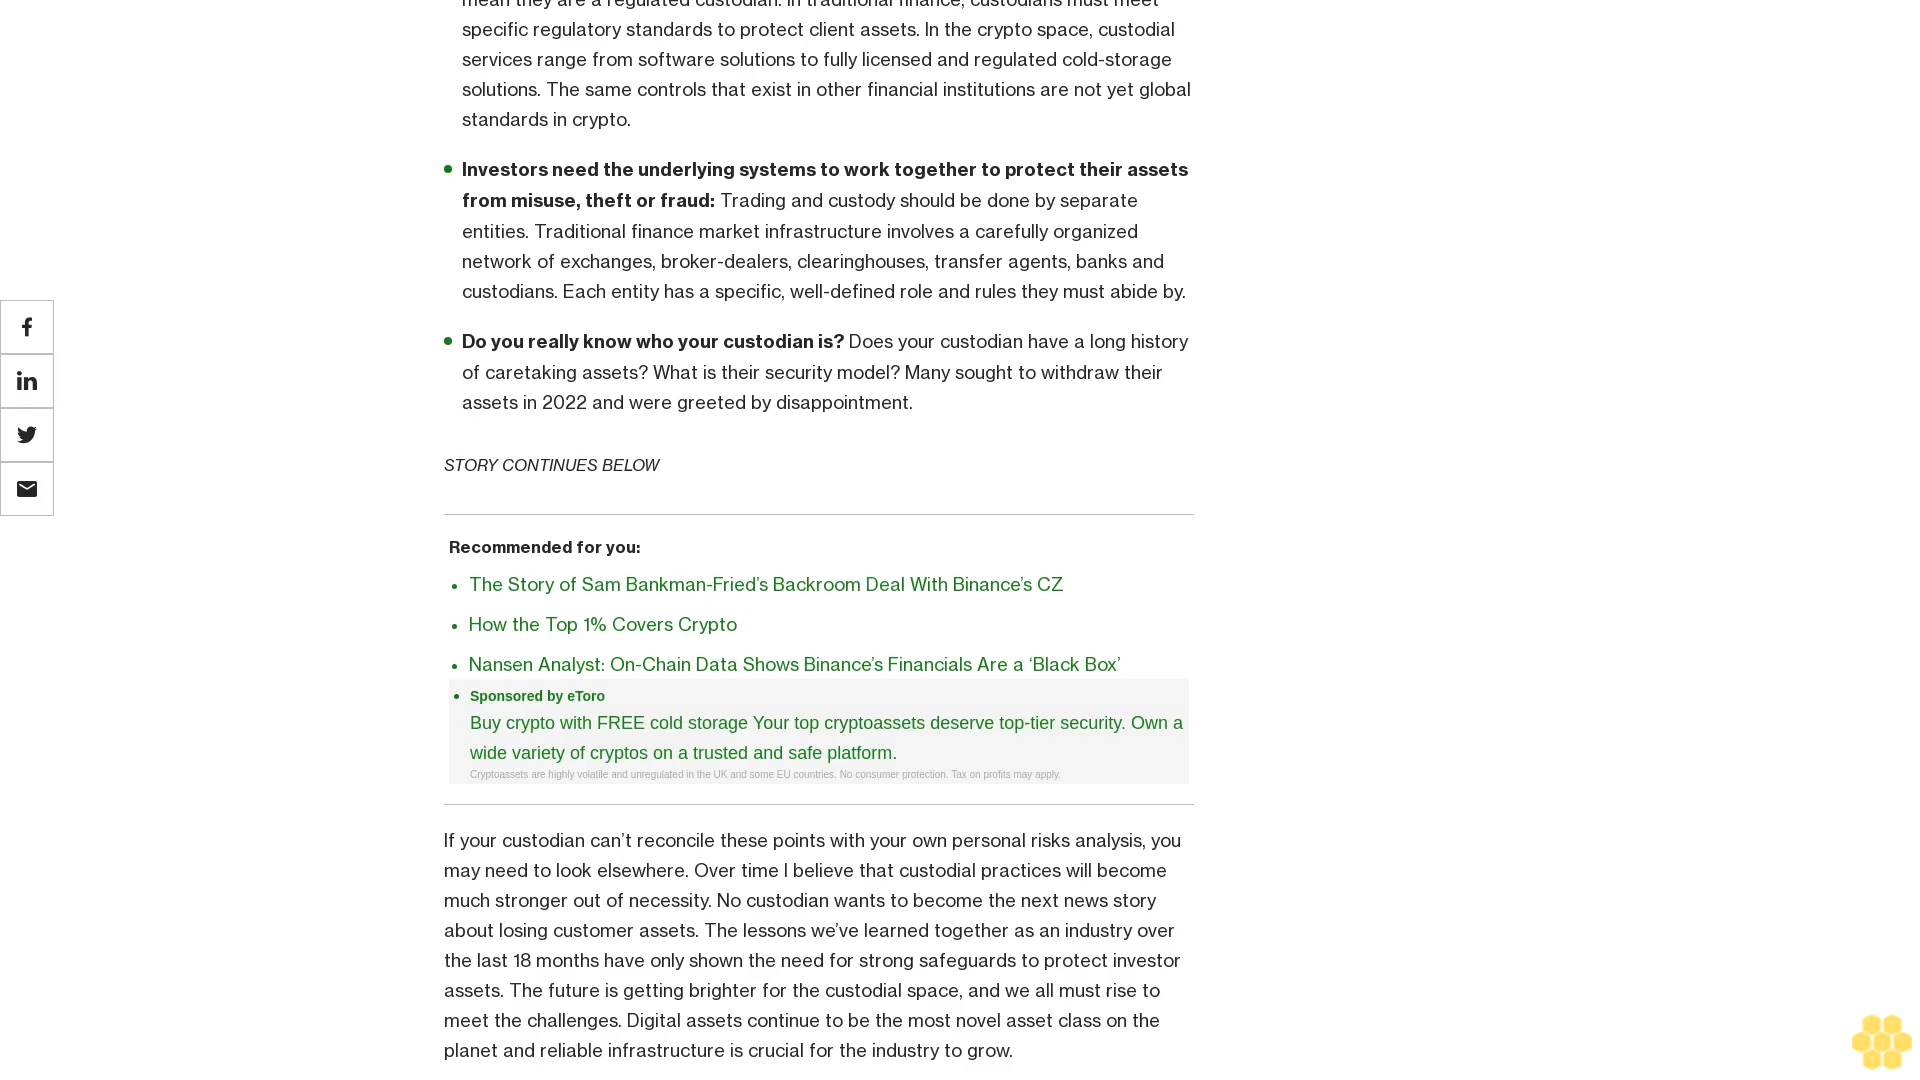 mean they are a regulated custodian. In traditional finance, custodians must meet
specific regulatory standards to protect client assets. In the crypto space, custodial
services range from software solutions to fully licensed and regulated cold-storage
solutions. The same controls that exist in other financial institutions are not yet global
standards in crypto.
Investors need the underlying systems to work together to protect their assets
from misuse, theft or fraud: Trading and custody should be done by separate
entities. Traditional finance market infrastructure involves a carefully organized
network of exchanges, broker-dealers, clearinghouses, transfer agents, banks and
custodians. Each entity has a specific, well-defined role and rules they must abide by.
Do you really know who your custodian is? Does your custodian have a long history
of caretaking assets? What is their security model? Many sought to withdraw their
assets in 2022 and were greeted by disappointment.
STORY CONTINUES BELOW
Recommended for you:
The Story of Sam Bankman-Fried’s Backroom Deal With Binance’s CZ
How the Top 1% Covers Crypto
Nansen Analyst: On-Chain Data Shows Binance’s Financials Are a ‘Black Box’
Sponsored by eToro
Buy crypto with FREE cold storage Your top cryptoassets deserve top-tier security. Own a
wide variety of cryptos on a trusted and safe platform.
Cryptoassets are highly volatile and unregulated in the UK and some EU countries. No consumer protection. Tax on profits may apply.
If your custodian can’t reconcile these points with your own personal risks analysis, you
may need to look elsewhere. Over time I believe that custodial practices will become
much stronger out of necessity. No custodian wants to become the next news story
about losing customer assets. The lessons we’ve learned together as an industry over
the last 18 months have only shown the need for strong safeguards to protect investor
assets. The future is getting brighter for the custodial space, and we all must rise to
meet the challenges. Digital assets continue to be the most novel asset class on the
planet and reliable infrastructure is crucial for the industry to grow.